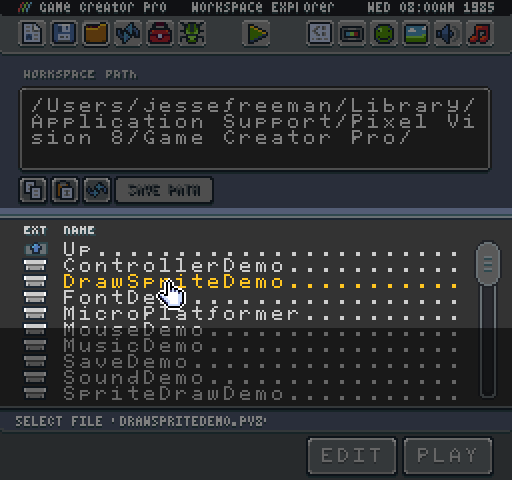 /// GAME CREATOR PRO WORKSPACE EXPLORER WED 08:00AM 1985
WORKSPACE PATH
/Users/jessefreeman/Library/
Application Support/Pixel Vi
sion 8/Game Creator Pro/
SAVE PATH
EXT NAME
Up
ControllerDemo
DrawSpriteDemo
FontDe
MicroPlatformer
MouseDemo
MusicDemo
SaveDemo
SoundDemo
SpriteDrawDemo
SELECT FILE 'DRAWSPRITEDEMO.PV8'
EDIT PLAY